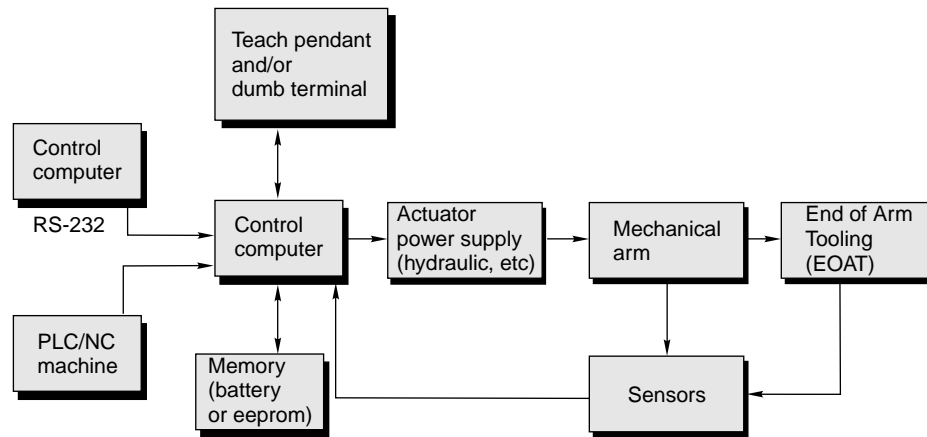 Teach pendant
and/or
dumb terminal
Control
computer
RS-232
Control
computer
Actuator
power supply
(hydraulic, etc)
Mechanical
arm
End of Arm
Tooling
(EOAT)
PLC/NC
machine
Memory
(battery
or eeprom)
Sensors